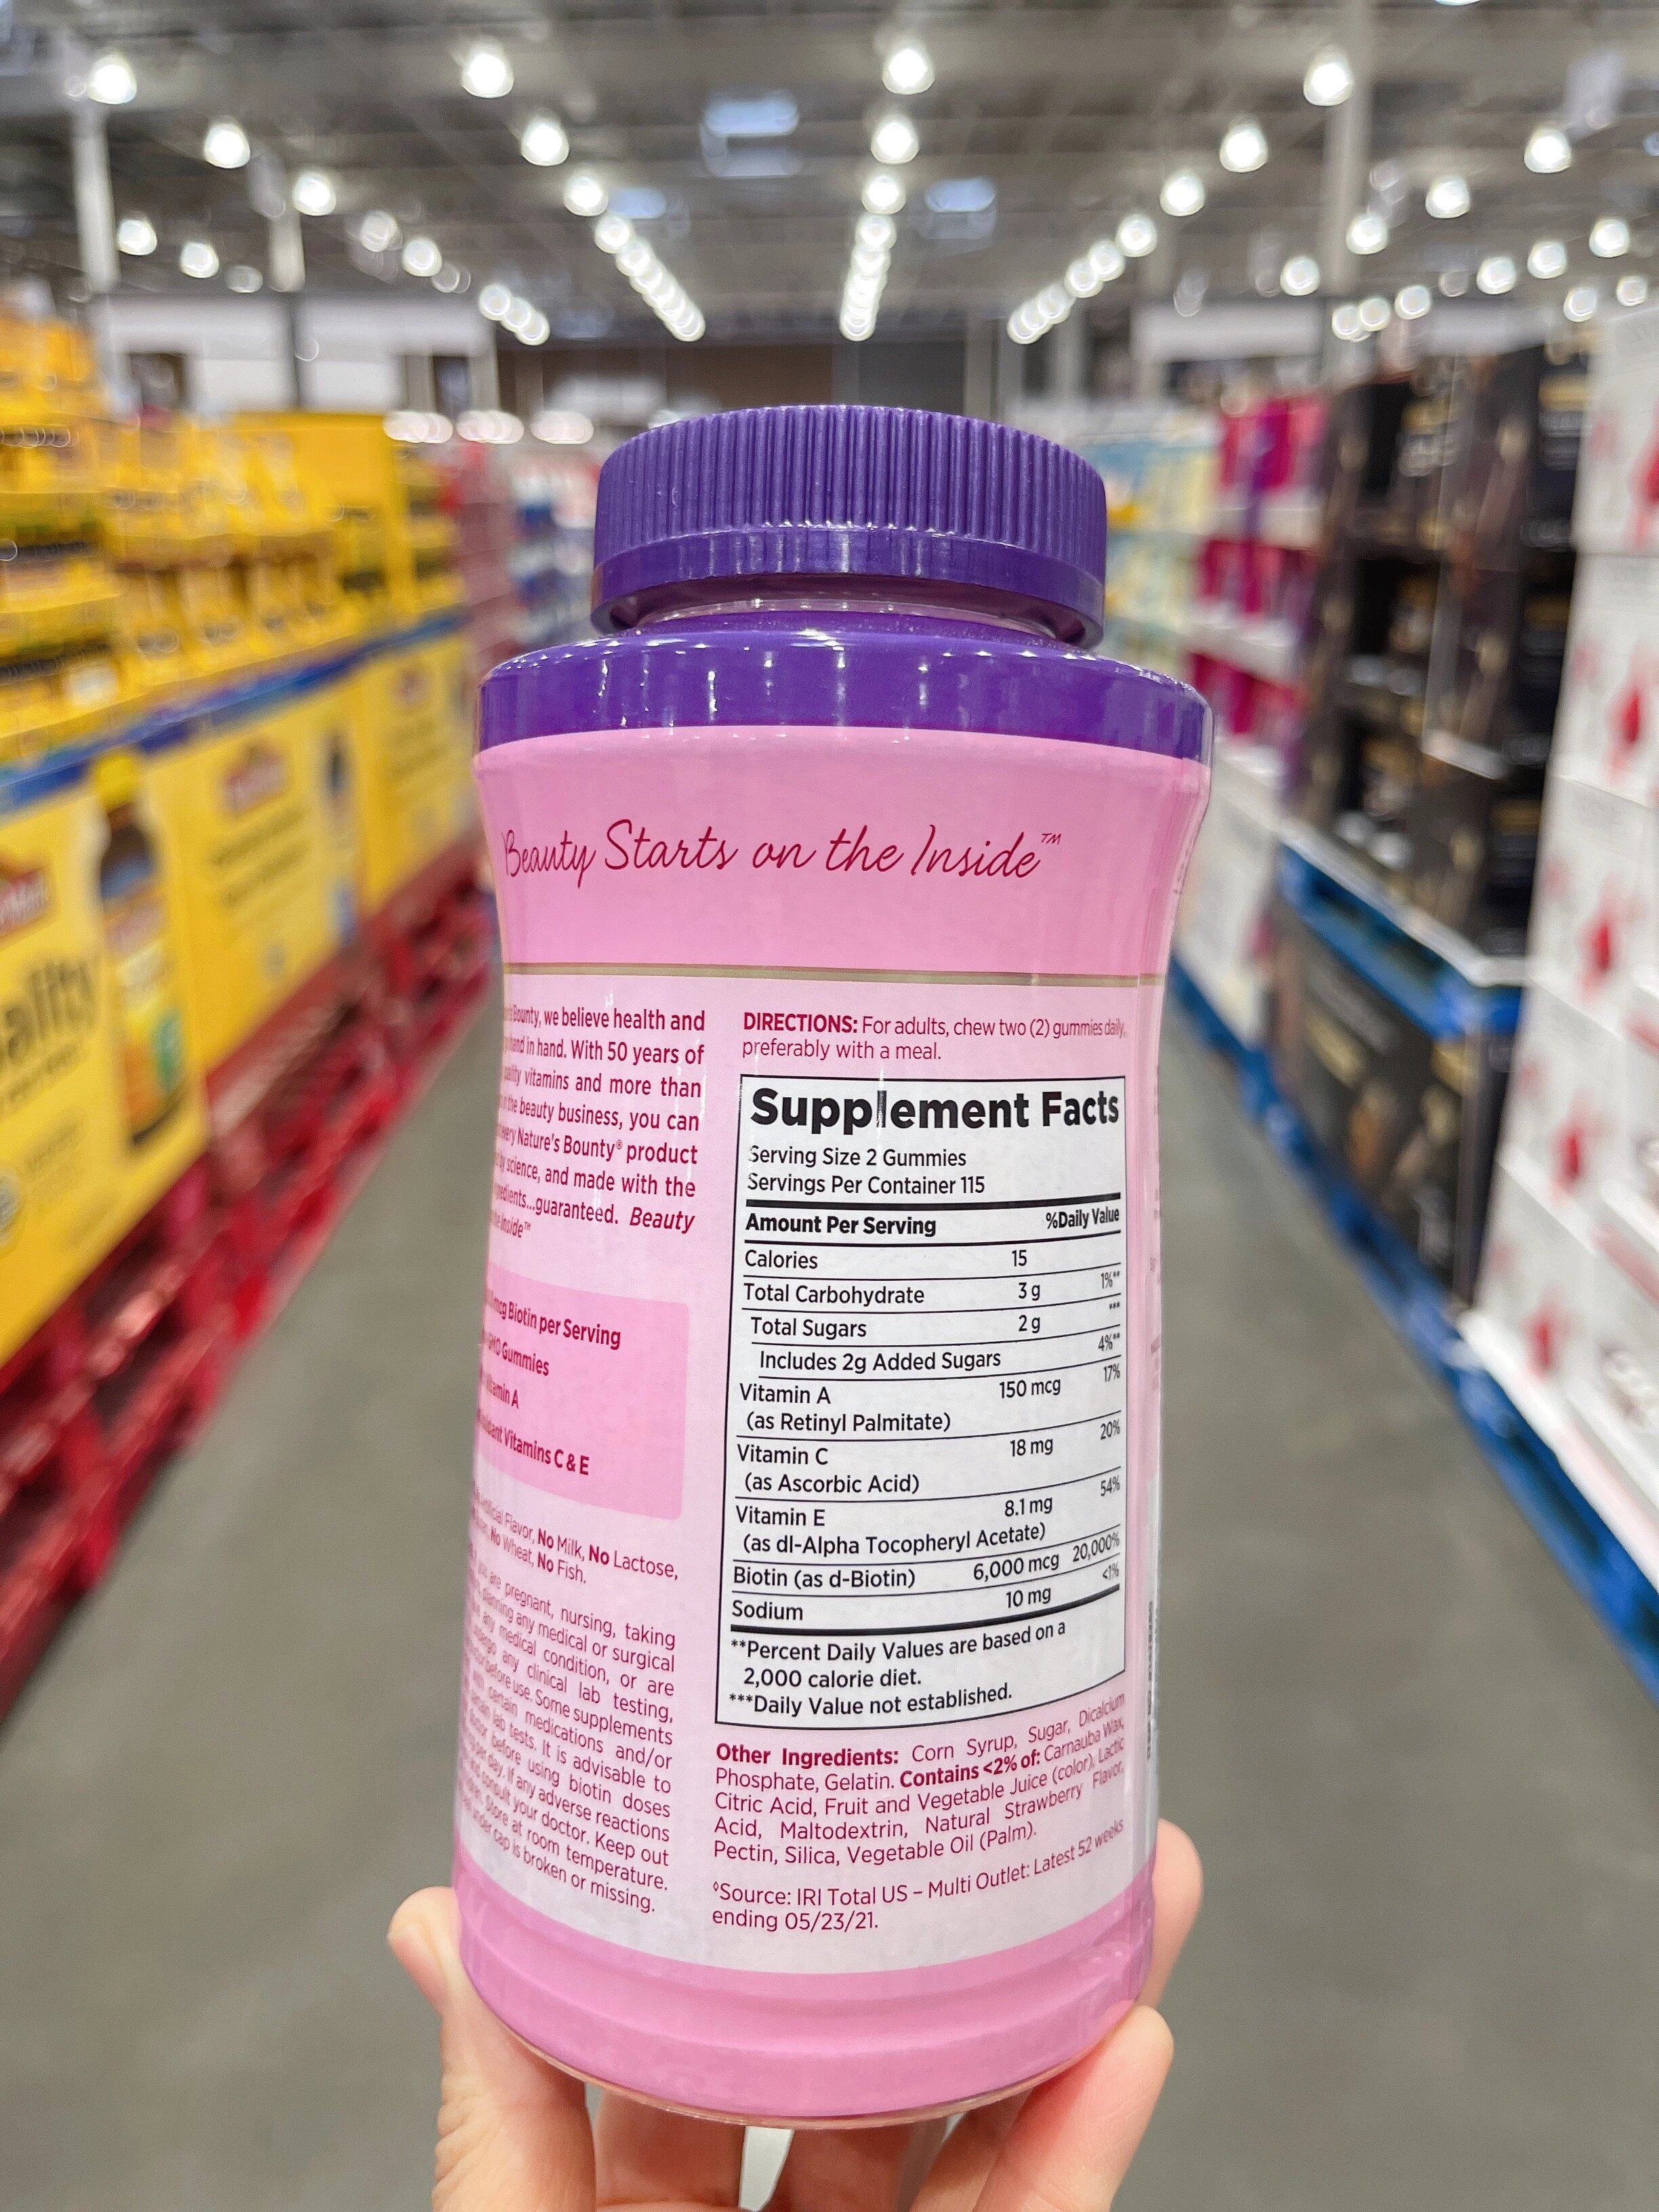 Beauty Starts on the Inside™
Bounty, we believe health and
hand in hand. With 50 years of
vitamins and more than
the beauty business, you can
Nature's Bounty® product
science, and made with the
...guaranteed. Beauty
Inside™
mcg Biotin per Serving
Gummies
Vitamins C & E
Flavor, No Milk, No Lactose,
No Wheat, No Fish.
are pregnant, nursing, taking
planning any medical or surgical
any medical condition, or are
any clinical lab testing,
before use. Some supplements
certain medications and/or
lab tests. It is advisable to
before using biotin doses
per day. If any adverse reactions
consult your doctor. Keep out
Store at room temperature.
cap is broken or missing.
DIRECTIONS: For adults, chew two (2) gummies daily,
preferably with a meal.
Supplement Facts
Serving Size 2 Gummies
Servings Per Container 115
Amount Per Serving %Daily Value
Calories 15
Total Carbohydrate 3 g 1%**
Total Sugars 2 g ***
Includes 2g Added Sugars 4%**
Vitamin A 150 mcg 17%
(as Retinyl Palmitate)
Vitamin C 18 mg 20%
(as Ascorbic Acid)
Vitamin E 8.1 mg 54%
(as dl-Alpha Tocopheryl Acetate)
Biotin (as d-Biotin) 6,000 mcg 20,000%
Sodium 10 mg <1%
**Percent Daily Values are based on a
2,000 calorie diet.
***Daily Value not established.
Other Ingredients: Corn Syrup, Sugar, Dicalcium
Phosphate, Gelatin. Contains <2% of: Carnauba Wax,
Citric Acid, Fruit and Vegetable Juice (color), Lactic
Acid, Maltodextrin, Natural Strawberry Flavor,
Pectin, Silica, Vegetable Oil (Palm).
◊Source: IRI Total US – Multi Outlet: Latest 52 weeks
ending 05/23/21.